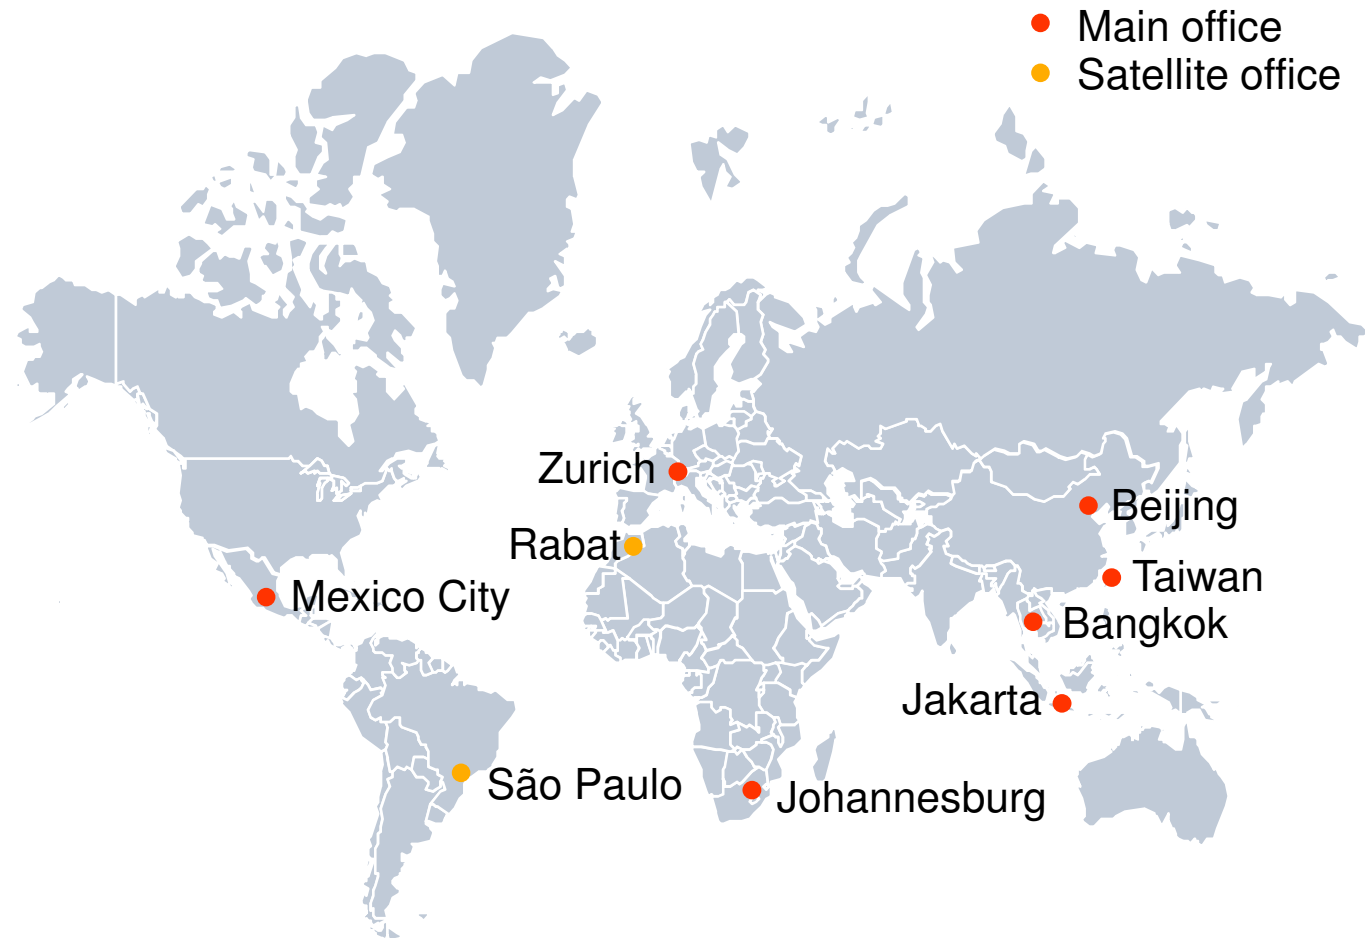 Main office
Satellite office
Zurich
Beijing
Rabat
Taiwan
Mexico City
Bangkok
Jakarta
São Paulo
Johannesburg